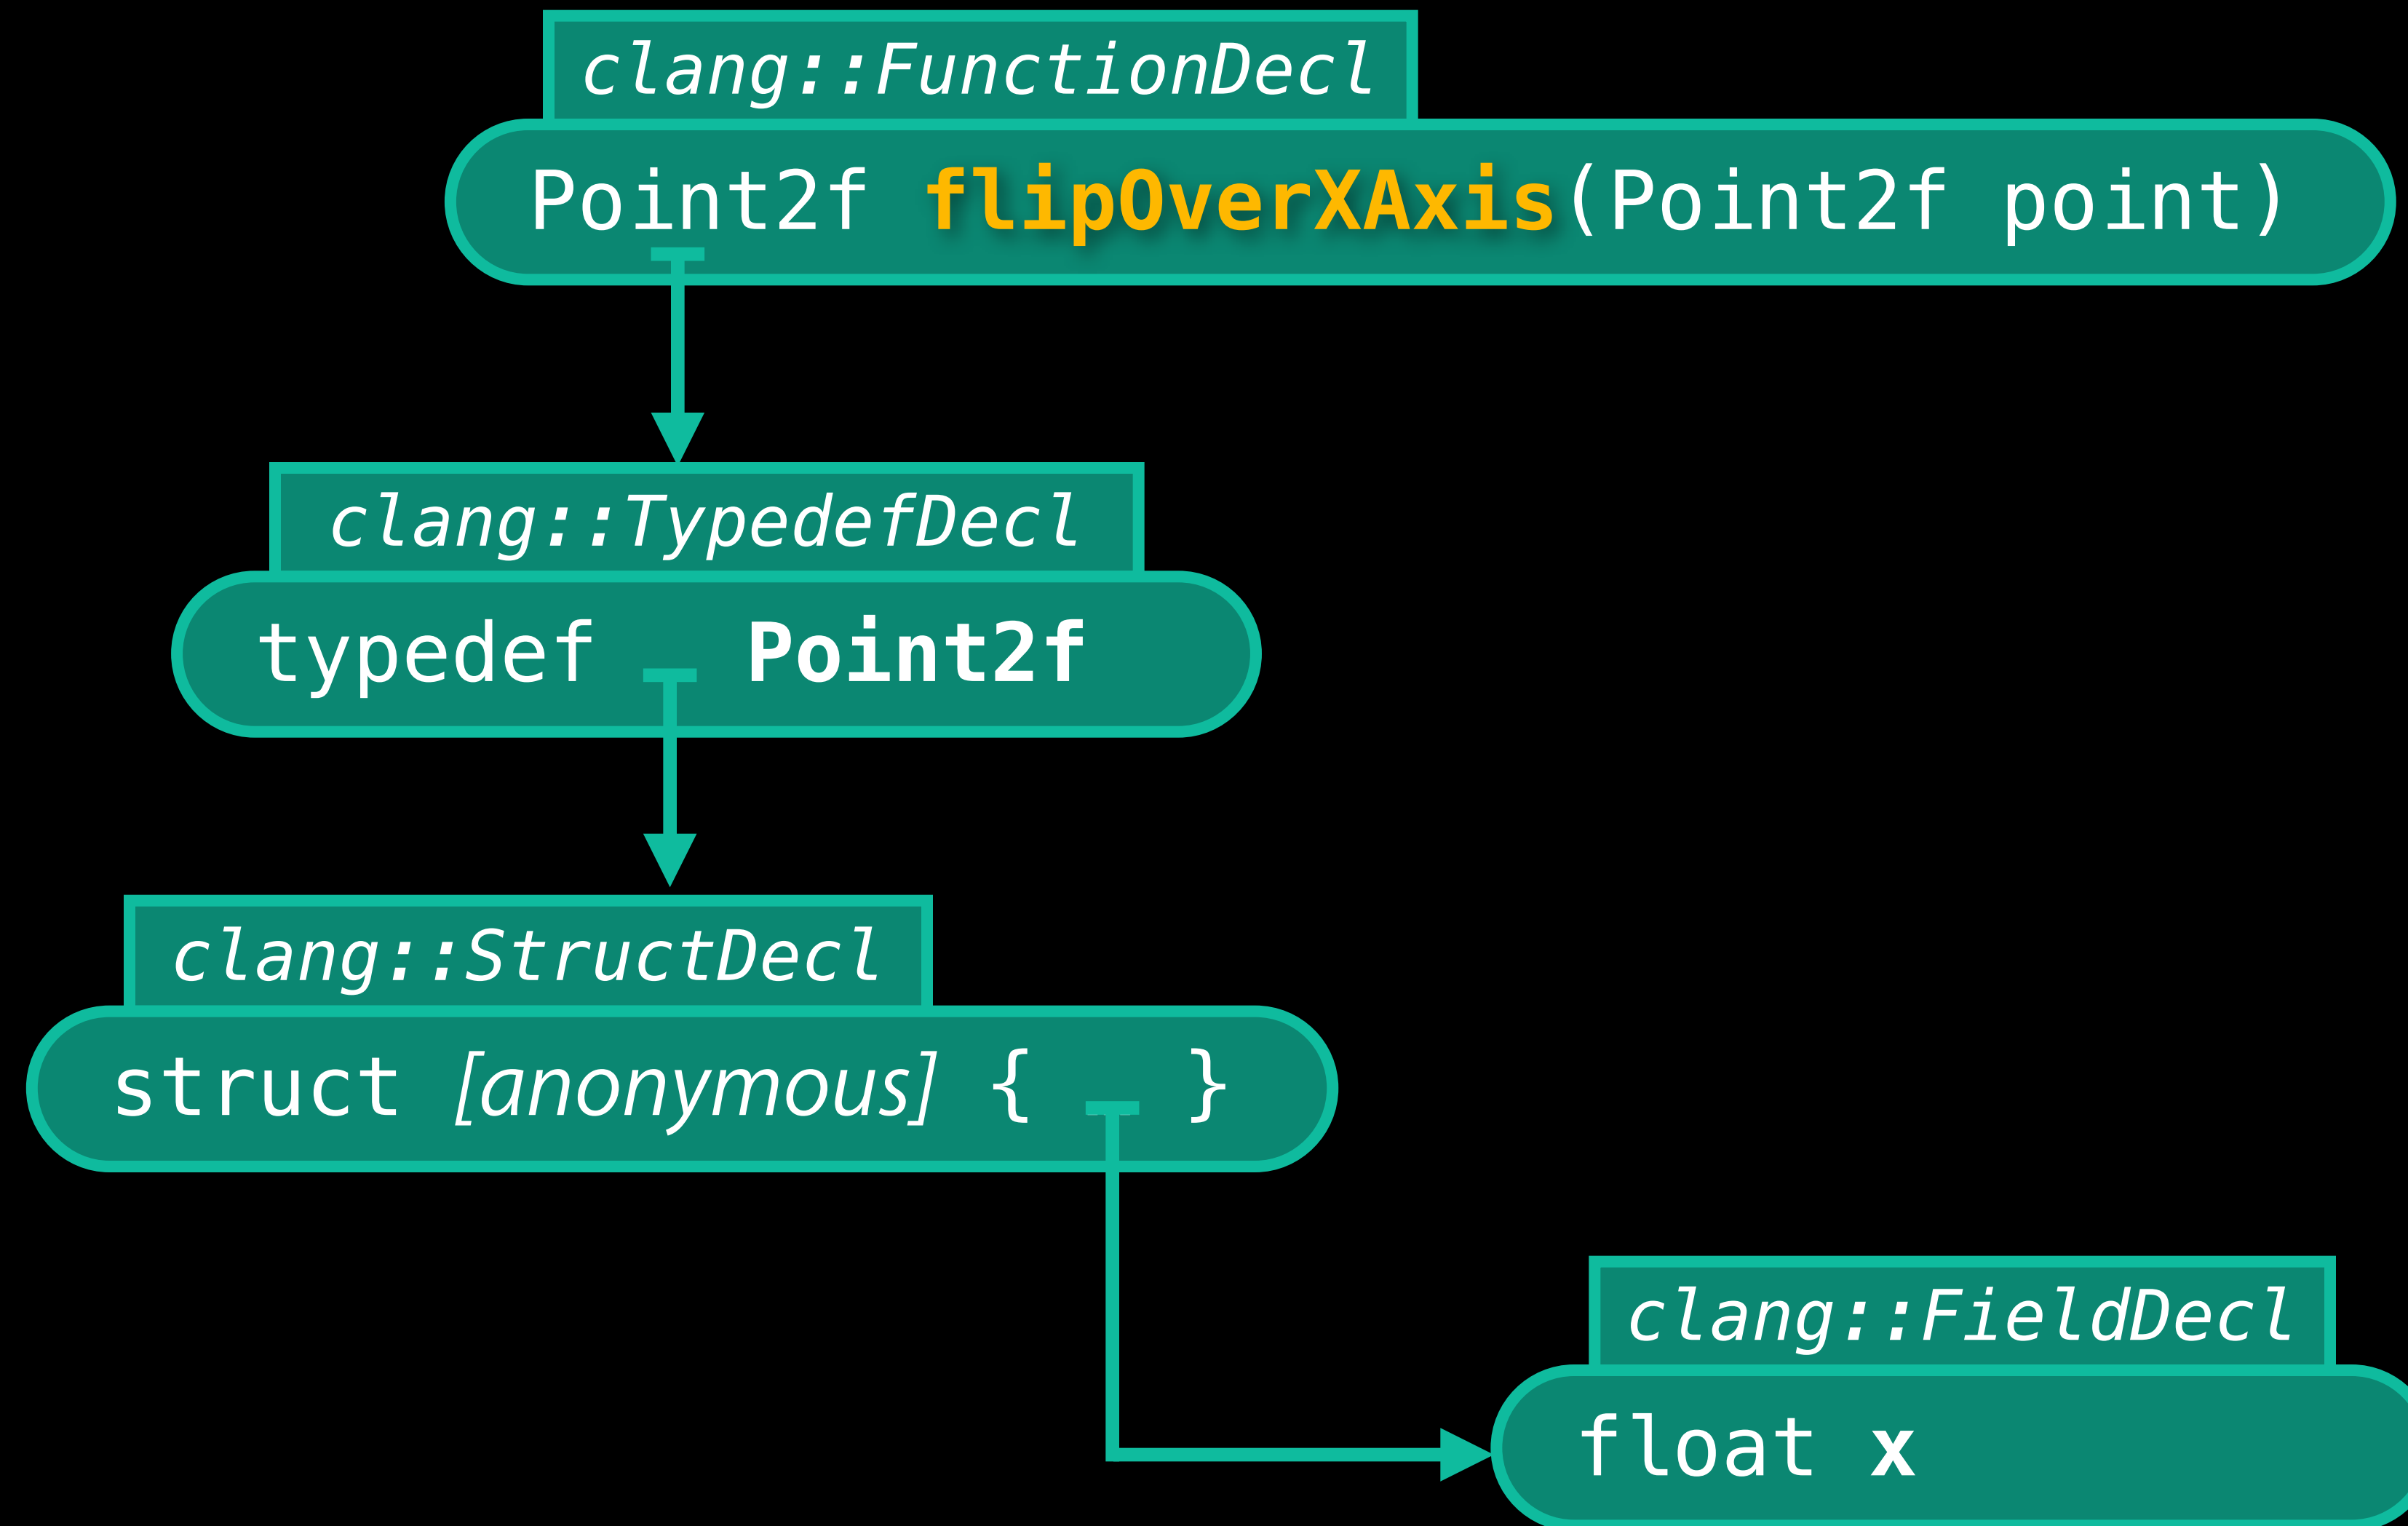 clang::FunctionDecl
Point2f flipOverXAxis(Point2f point)
clang::TypedefDecl
typedef Point2f
clang::StructDecl
struct [anonymous] { }
clang::FieldDecl
float x